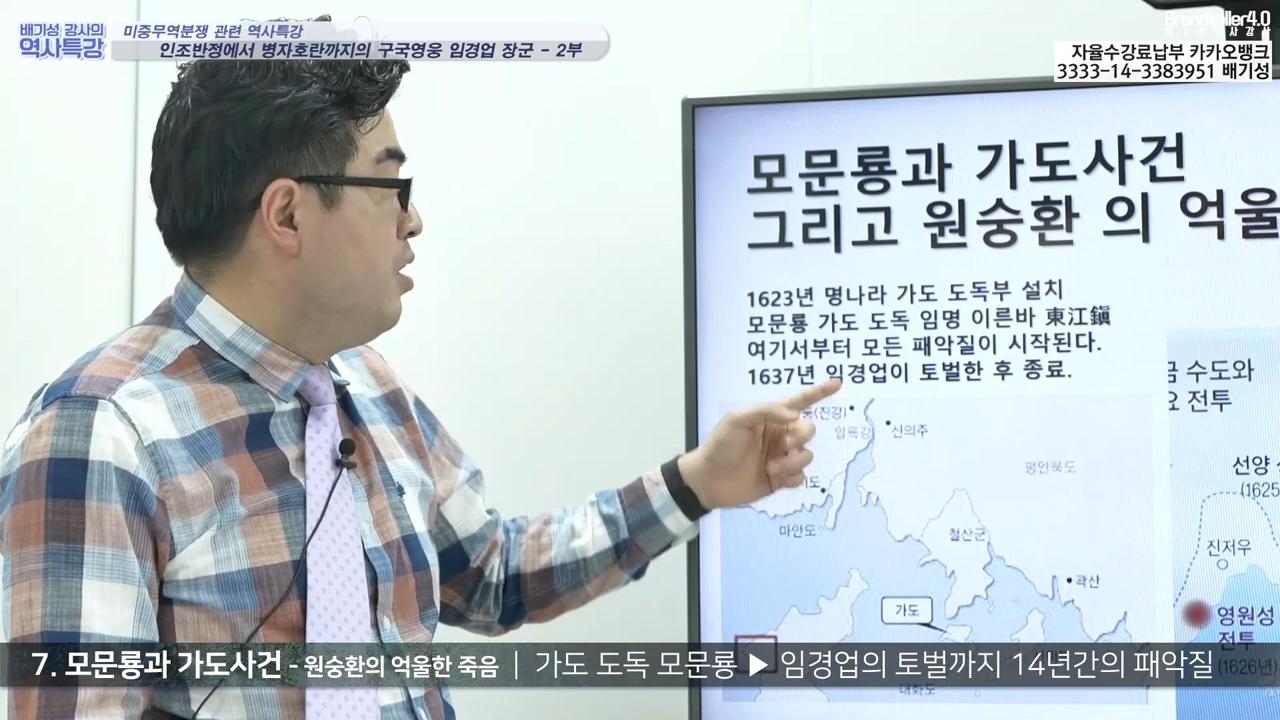 배기성 강사의
역사특강
미중무역분쟁 관련 역사특강
인조반정에서 병자호란까지의 구국영웅 임경업 장군 - 2부
Brandteller4.0
자율수강료납부 카카오뱅크
3333-14-3383951 배기성
모문룡과 가도사건
그리고 원숭환 의 억울
1623년 명나라 가도 도독부 설치
모문룡 가도 도독 임명 이른바 東江鎭
여기서부터 모든 패악질이 시작된다.
1637년 임경업이 토벌한 후 종료.
(진강)
압록강
신의주
평안북도
마안도
철산군
곽산
가도
대화도
금 수도와
요 전투
선양
(1625
진저우
영원성
전투
(1626년)
7. 모문룡과 가도사건 - 원숭환의 억울한 죽음 | 가도 도독 모문룡 ▶ 임경업의 토벌까지 14년간의 패악질